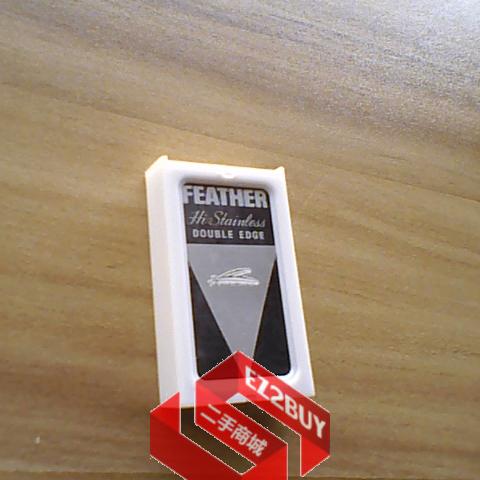 FEATHER
Hi-Stainless
DOUBLE EDGE
EZ2BUY
二手商城